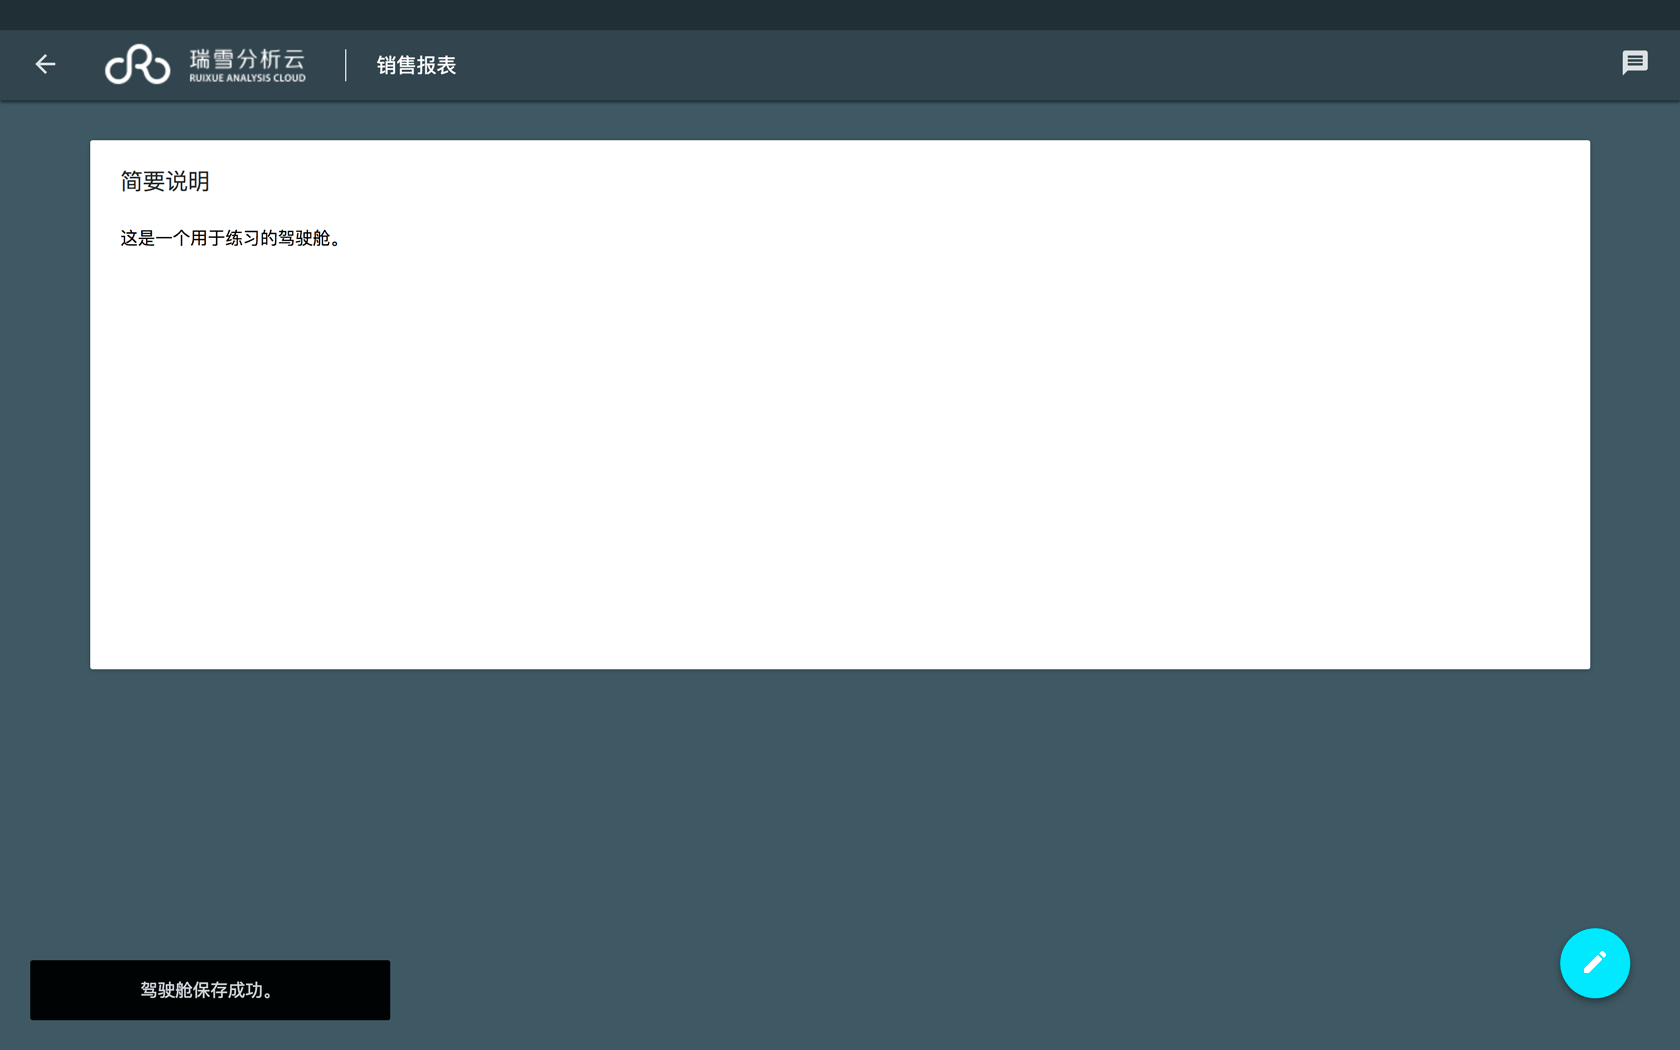 瑞雪分析云
RUIXUE ANALYSIS CLOUD
销售报表
简要说明
这是一个用于练习的驾驶舱。
驾驶舱保存成功。